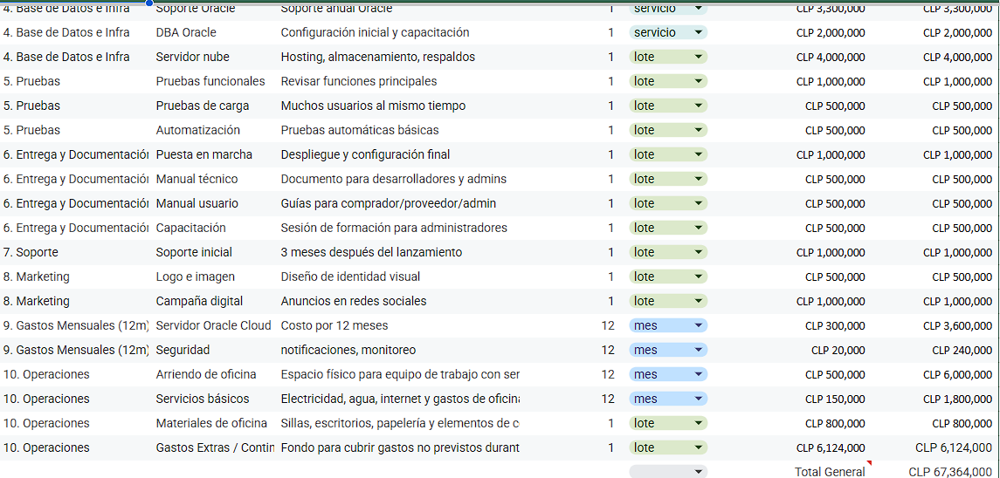 4. Base de Datos e Infra Soporte Oracle Soporte anual Oracle 1 servicio CLP 3,300,000 CLP 3,300,000
4. Base de Datos e Infra DBA Oracle Configuración inicial y capacitación 1 servicio CLP 2,000,000 CLP 2,000,000
4. Base de Datos e Infra Servidor nube Hosting, almacenamiento, respaldos 1 lote CLP 4,000,000 CLP 4,000,000
5. Pruebas Pruebas funcionales Revisar funciones principales 1 lote CLP 1,000,000 CLP 1,000,000
5. Pruebas Pruebas de carga Muchos usuarios al mismo tiempo 1 lote CLP 500,000 CLP 500,000
5. Pruebas Automatización Pruebas automáticas básicas 1 lote CLP 500,000 CLP 500,000
6. Entrega y Documentación Puesta en marcha Despliegue y configuración final 1 lote CLP 1,000,000 CLP 1,000,000
6. Entrega y Documentación Manual técnico Documento para desarrolladores y admins 1 lote CLP 500,000 CLP 500,000
6. Entrega y Documentación Manual usuario Guías para comprador/proveedor/admin 1 lote CLP 500,000 CLP 500,000
6. Entrega y Documentación Capacitación Sesión de formación para administradores 1 lote CLP 500,000 CLP 500,000
7. Soporte Soporte inicial 3 meses después del lanzamiento 1 lote CLP 1,000,000 CLP 1,000,000
8. Marketing Logo e imagen Diseño de identidad visual 1 lote CLP 500,000 CLP 500,000
8. Marketing Campaña digital Anuncios en redes sociales 1 lote CLP 1,000,000 CLP 1,000,000
9. Gastos Mensuales (12m) Servidor Oracle Cloud Costo por 12 meses 12 mes CLP 300,000 CLP 3,600,000
9. Gastos Mensuales (12m) Seguridad notificaciones, monitoreo 12 mes CLP 20,000 CLP 240,000
10. Operaciones Arriendo de oficina Espacio físico para equipo de trabajo con ser 12 mes CLP 500,000 CLP 6,000,000
10. Operaciones Servicios básicos Electricidad, agua, internet y gastos de oficina 12 mes CLP 150,000 CLP 1,800,000
10. Operaciones Materiales de oficina Sillas, escritorios, papelería y elementos de c 1 lote CLP 800,000 CLP 800,000
10. Operaciones Gastos Extras / Contin Fondo para cubrir gastos no previstos durant 1 lote CLP 6,124,000 CLP 6,124,000
Total General CLP 67,364,000